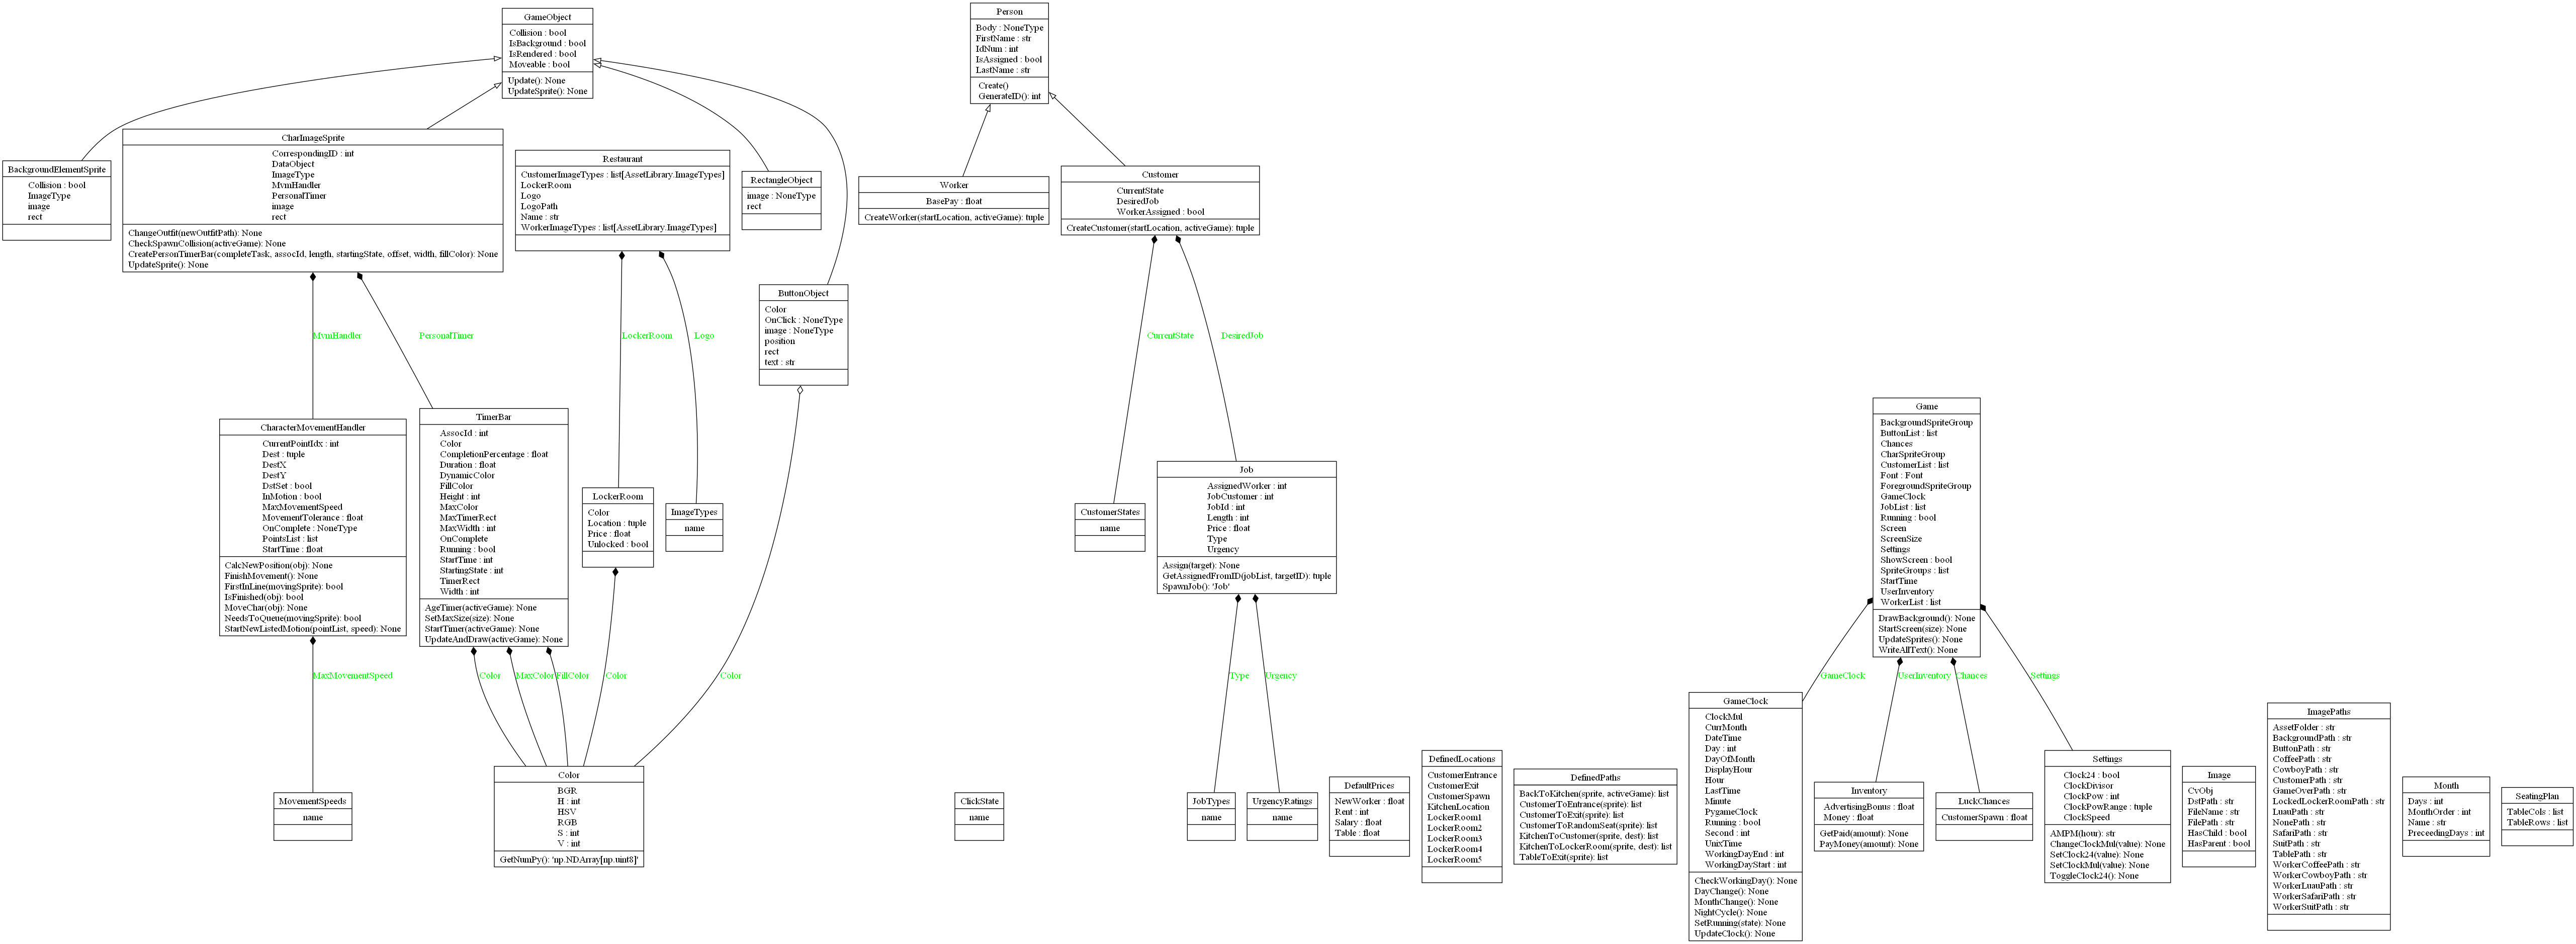 GameObject
Collision : bool
IsBackground : bool
IsRendered : bool
Moveable : bool
Update(): None
UpdateSprite(): None
Person
Body : NoneType
FirstName : str
IdNum : int
IsAssigned : bool
LastName : str
Create()
GenerateID(): int
BackgroundElementSprite
Collision : bool
ImageType
image
rect
CharImageSprite
CorrespondingID : int
DataObject
ImageType
MvmHandler
PersonalTimer
image
rect
ChangeOutfit(newOutfitPath): None
CheckSpawnCollision(activeGame): None
CreatePersonTimerBar(completeTask, assocId, length, startingState, offset, width, fillColor): None
UpdateSprite(): None
Restaurant
CustomerImageTypes : list[AssetLibrary.ImageTypes]
LockerRoom
Logo
LogoPath
Name : str
WorkerImageTypes : list[AssetLibrary.ImageTypes]
RectangleObject
image : NoneType
rect
Worker
BasePay : float
CreateWorker(startLocation, activeGame): tuple
Customer
CurrentState
DesiredJob
WorkerAssigned : bool
CreateCustomer(startLocation, activeGame): tuple
ButtonObject
Color
OnClick : NoneType
image : NoneType
position
rect
text : str
MvmHandler
PersonalTimer
LockerRoom
Logo
CurrentState
DesiredJob
CharacterMovementHandler
CurrentPointIdx : int
Dest : tuple
DestX
DestY
DstSet : bool
InMotion : bool
MaxMovementSpeed
MovementTolerance : float
OnComplete : NoneType
PointsList : list
StartTime : float
CalcNewPosition(obj): None
FinishMovement(): None
FirstInLine(movingSprite): bool
IsFinished(obj): bool
MoveChar(obj): None
NeedsToQueue(movingSprite): bool
StartNewListedMotion(pointList, speed): None
TimerBar
AssocId : int
Color
CompletionPercentage : float
Duration : float
DynamicColor
FillColor
Height : int
MaxColor
MaxTimerRect
MaxWidth : int
OnComplete
Running : bool
StartTime : int
StartingState : int
TimerRect
Width : int
AgeTimer(activeGame): None
SetMaxSize(size): None
StartTimer(activeGame): None
UpdateAndDraw(activeGame): None
LockerRoom
Color
Location : tuple
Price : float
Unlocked : bool
ImageTypes
name
CustomerStates
name
Job
AssignedWorker : int
JobCustomer : int
JobId : int
Length : int
Price : float
Type
Urgency
Assign(target): None
GetAssignedFromID(jobList, targetID): tuple
SpawnJob(): 'Job'
Game
BackgroundSpriteGroup
ButtonList : list
Chances
CharSpriteGroup
CustomerList : list
Font : Font
ForegroundSpriteGroup
GameClock
JobList : list
Running : bool
Screen
ScreenSize
Settings
ShowScreen : bool
SpriteGroups : list
StartTime
UserInventory
WorkerList : list
DrawBackground(): None
StartScreen(size): None
UpdateSprites(): None
WriteAllText(): None
MaxMovementSpeed
Color
MaxColor
FillColor
Color
Color
Type
Urgency
GameClock
UserInventory
Chances
Settings
MovementSpeeds
name
Color
BGR
H : int
HSV
RGB
S : int
V : int
GetNumPy(): 'np.NDArray[np.uint8]'
ClickState
name
JobTypes
name
UrgencyRatings
name
DefaultPrices
NewWorker : float
Rent : int
Salary : float
Table : float
DefinedLocations
CustomerEntrance
CustomerExit
CustomerSpawn
KitchenLocation
LockerRoom1
LockerRoom2
LockerRoom3
LockerRoom4
LockerRoom5
DefinedPaths
BackToKitchen(sprite, activeGame): list
CustomerToEntrance(sprite): list
CustomerToExit(sprite): list
CustomerToRandomSeat(sprite): list
KitchenToCustomer(sprite, dest): list
KitchenToLockerRoom(sprite, dest): list
TableToExit(sprite): list
GameClock
ClockMul
CurrMonth
DateTime
Day : int
DayOfMonth
DisplayHour
Hour
LastTime
Minute
PygameClock
Running : bool
Second : int
UnixTime
WorkingDayEnd : int
WorkingDayStart : int
CheckWorkingDay(): None
DayChange(): None
MonthChange(): None
NightCycle(): None
SetRunning(state): None
UpdateClock(): None
Inventory
AdvertisingBonus : float
Money : float
GetPaid(amount): None
PayMoney(amount): None
LuckChances
CustomerSpawn : float
Settings
Clock24 : bool
ClockDivisor
ClockPow : int
ClockPowRange : tuple
ClockSpeed
AMPM(hour): str
ChangeClockMul(value): None
SetClock24(value): None
SetClockMul(value): None
ToggleClock24(): None
Image
CvObj
DstPath : str
FileName : str
FilePath : str
HasChild : bool
HasParent : bool
ImagePaths
AssetFolder : str
BackgroundPath : str
ButtonPath : str
CoffeePath : str
CowboyPath : str
CustomerPath : str
GameOverPath : str
LockedLockerRoomPath : str
LuauPath : str
NonePath : str
SafariPath : str
SuitPath : str
TablePath : str
WorkerCoffeePath : str
WorkerCowboyPath : str
WorkerLuauPath : str
WorkerSafariPath : str
WorkerSuitPath : str
Month
Days : int
MonthOrder : int
Name : str
PreceedingDays : int
SeatingPlan
TableCols : list
TableRows : list